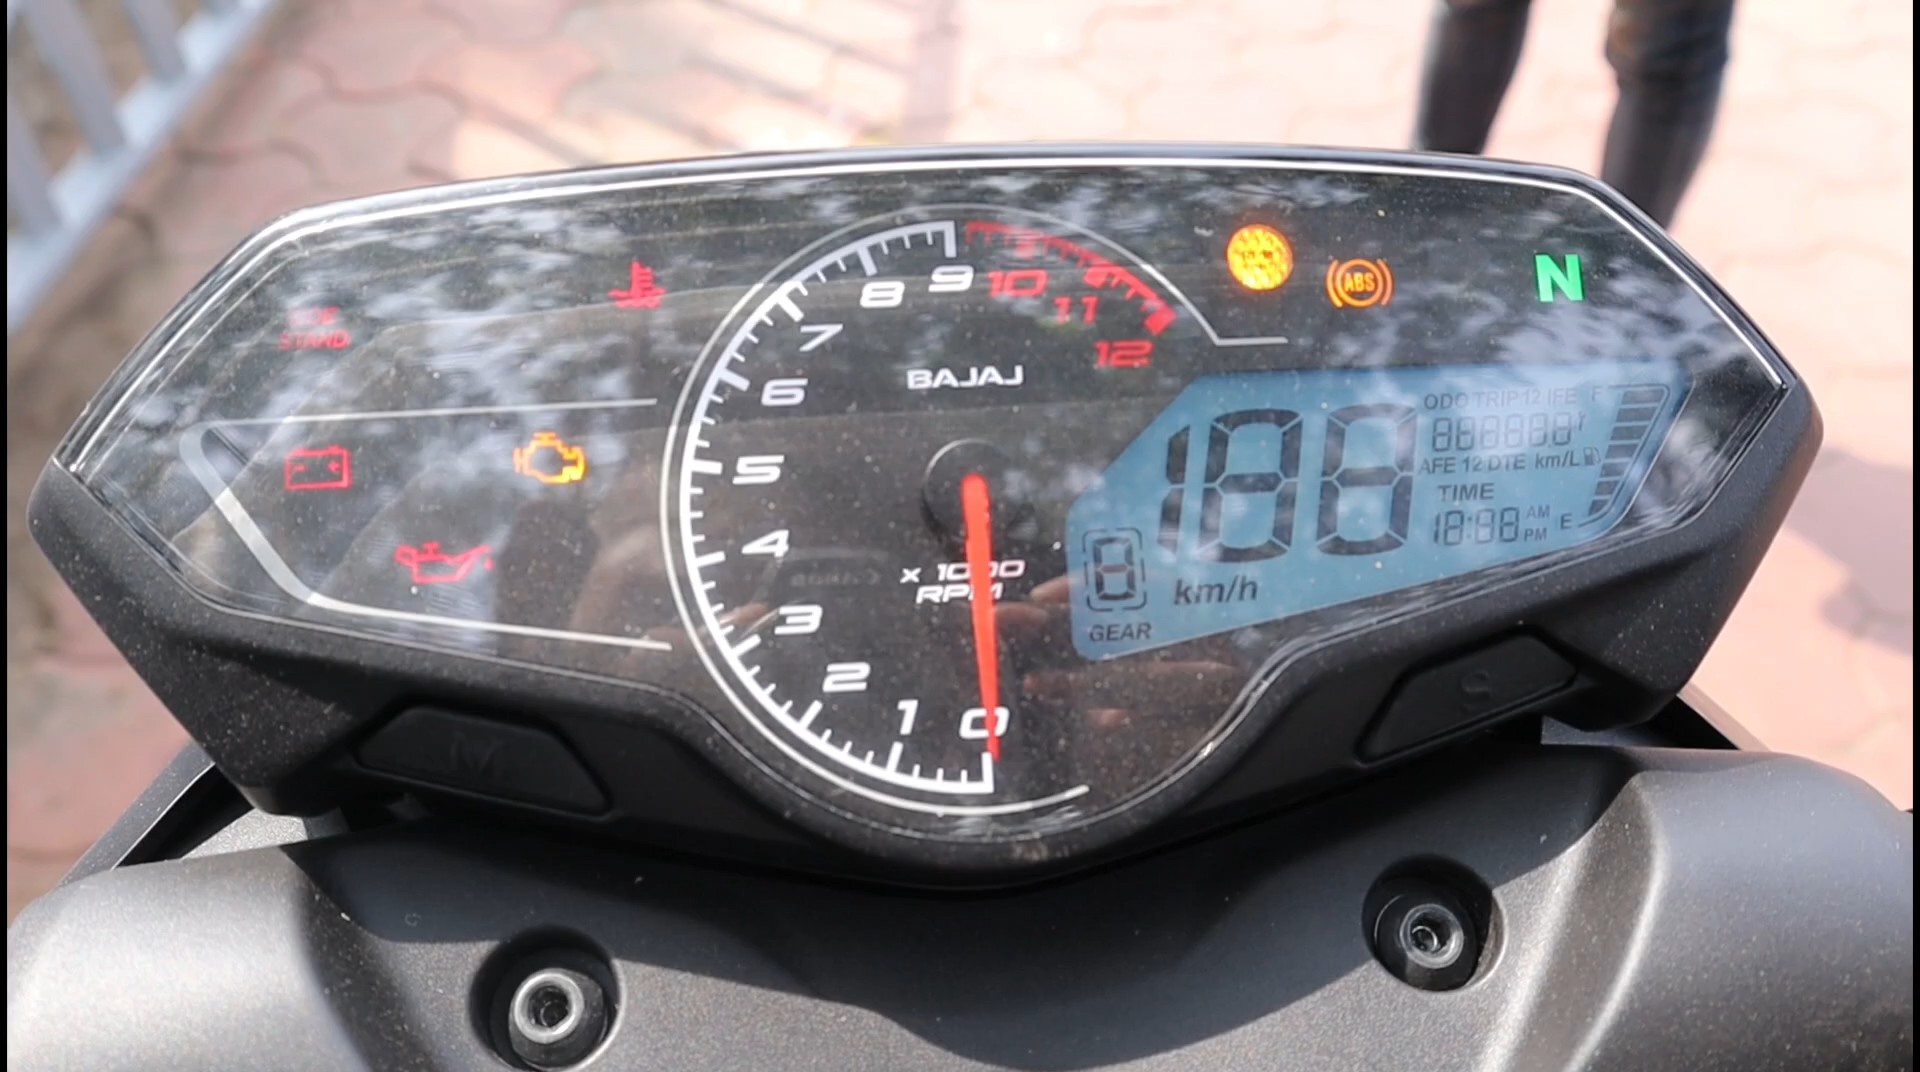 SIDE
STAND
9
8
10
11
7
12
6
BAJAJ
5
4
x 1000
RPM
3
2
1
0
ABS
N
ODO TRIP 12 IFE F
888888
AFE 12 DTE km/L
TIME
18:88 AM
PM
E
188
8
km/h
GEAR
M
S